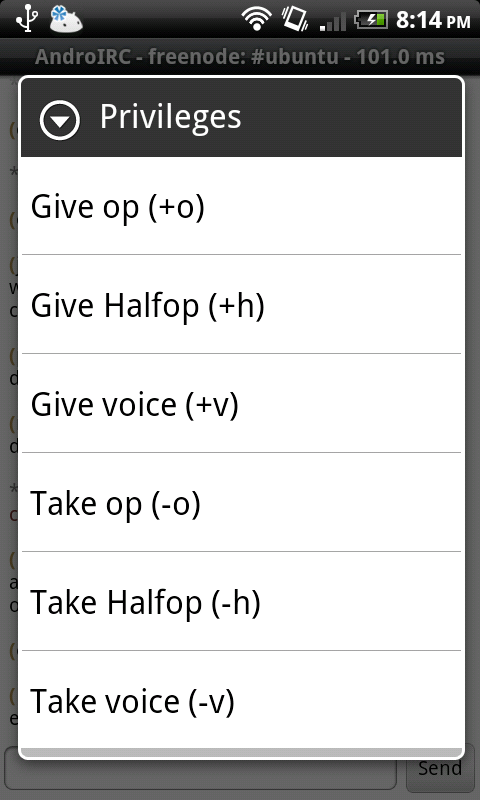 8:14 PM
AndroIRC - freenode: #ubuntu - 101.0 ms
Privileges
Give op (+o)
Give Halfop (+h)
Give voice (+v)
Take op (-o)
Take Halfop (-h)
Take voice (-v)
Send